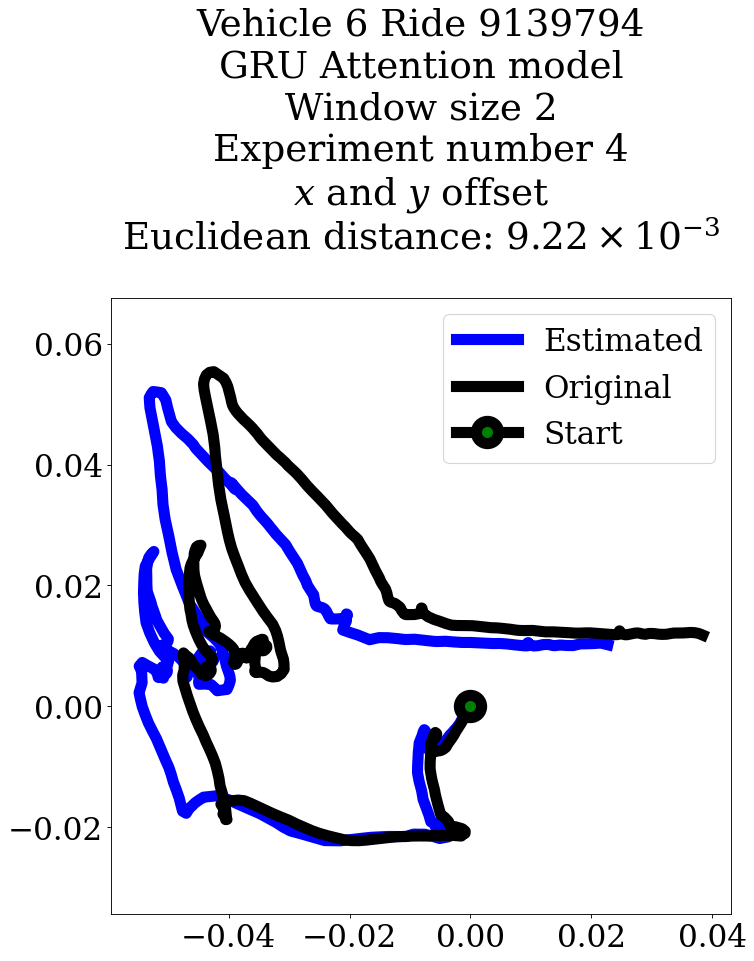 Vehicle 6 Ride 9139794
GRU Attention model
Window size 2
Experiment number 4
x and y offset
Euclidean distance: 9.22 × 10⁻³
Estimated
Original
Start
0.06
0.04
0.02
0.00
−0.02
−0.04 −0.02 0.00 0.02 0.04